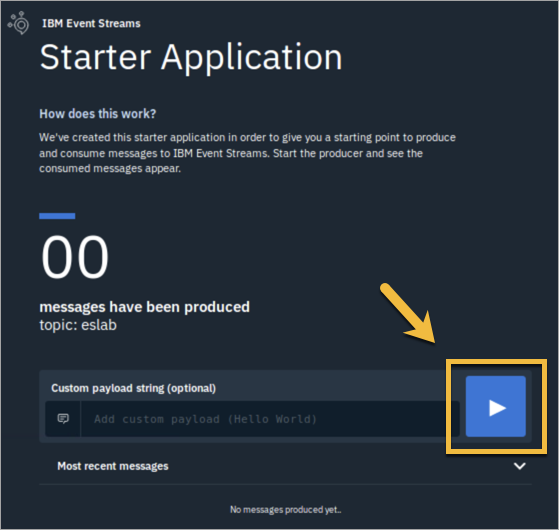 IBM Event Streams
Starter Application
How does this work?
We've created this starter application in order to give you a starting point to produce
and consume messages to IBM Event Streams. Start the producer and see the
consumed messages appear.
00
messages have been produced
topic: eslab
Custom payload string (optional)
Add custom payload (Hello World)
Most recent messages
No messages produced yet..